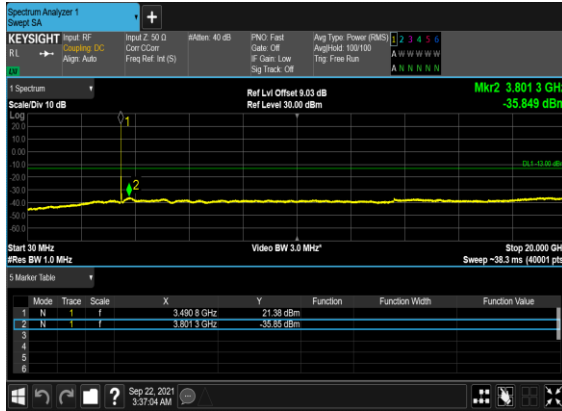 Spectrum Analyzer 1
Swept SA
+
KEYSIGHT Input: RF Input Z: 50 Ω #Atten: 40 dB PNO: Fast Avg Type: Power (RMS) 1 2 3 4 5 6
RL Coupling: DC Corr CCorr Gate: Off Avg|Hold: 100/100 A W W W W W
Align: Auto Freq Ref: Int (S) IF Gain: Low Trig: Free Run
Sig Track: Off A N N N N N
1 Spectrum Ref Lvl Offset 9.03 dB Mkr2 3.801 3 GHz
Scale/Div 10 dB Ref Level 30.00 dBm -35.849 dBm
Log
20.0
10.0
0.00
-10.0
-20.0
-30.0
-40.0
-50.0
-60.0
1
2
DL1 -13.00 dBm
Start 30 MHz Video BW 3.0 MHz* Stop 20.000 GH
#Res BW 1.0 MHz Sweep ~38.3 ms (40001 pts
5 Marker Table
Mode Trace Scale X Y Function Function Width Function Value
1 N 1 f 3.490 8 GHz 21.38 dBm
2 N 1 f 3.801 3 GHz -35.85 dBm
3
4
5
6
? Sep 22, 2021
3:37:04 AM